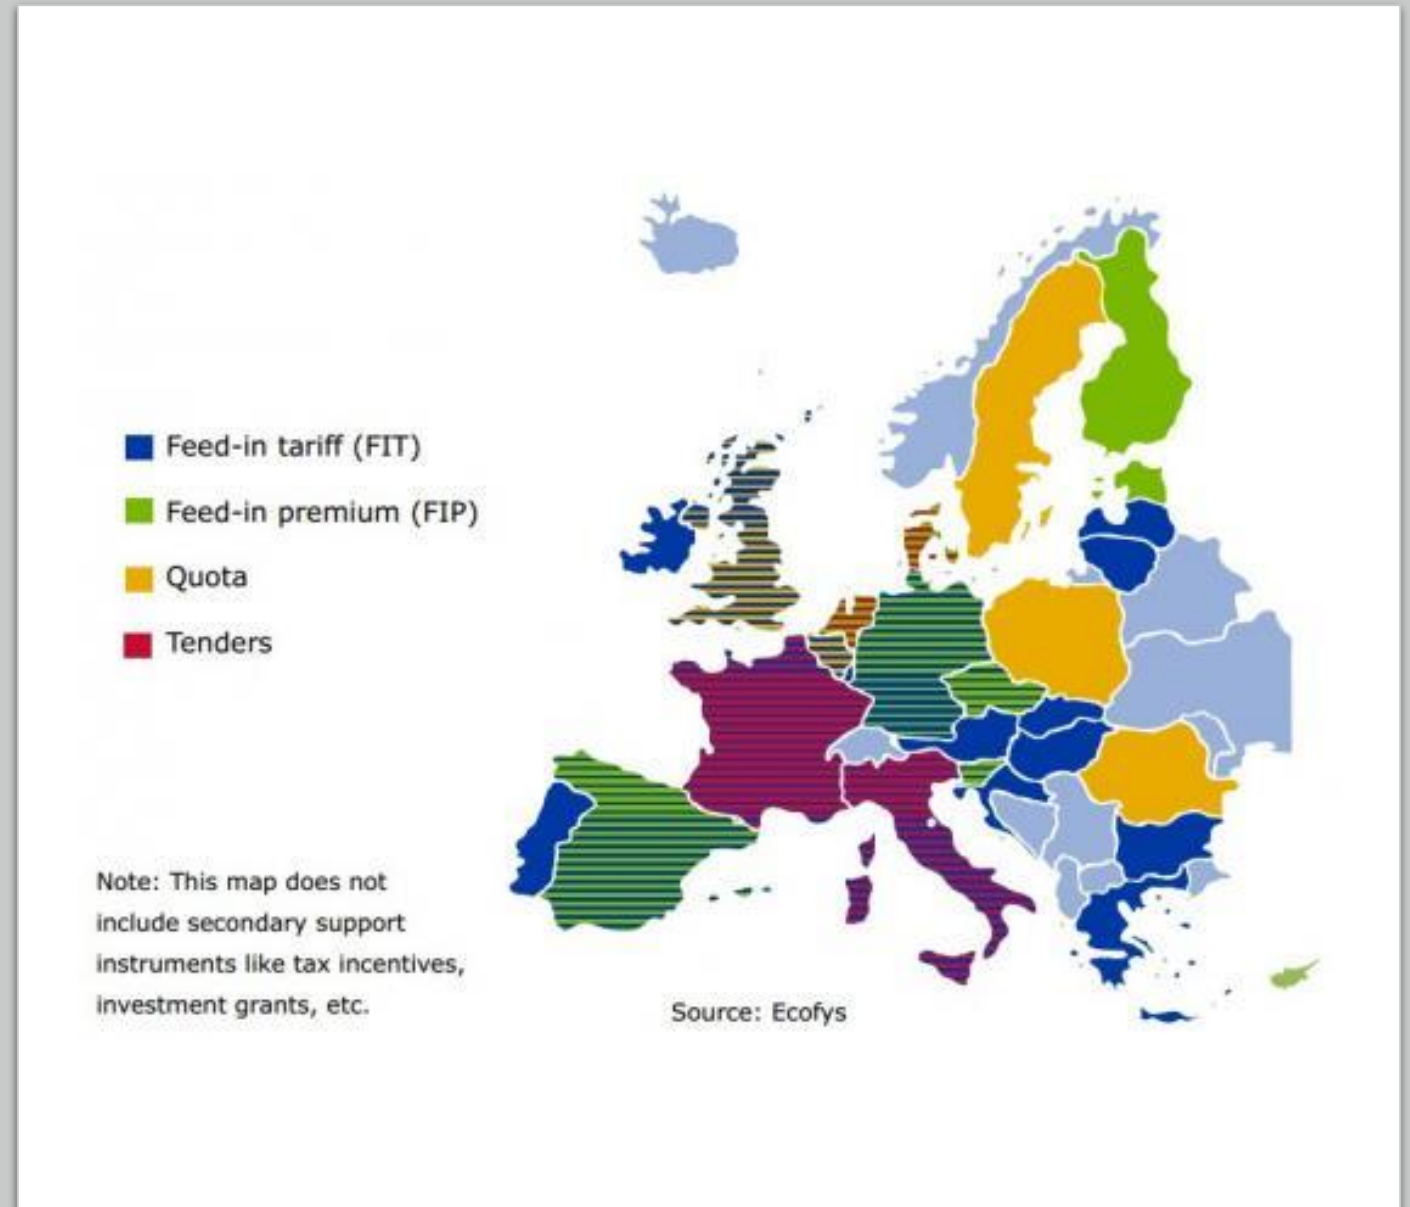 Feed-in tariff (FIT)
Feed-in premium (FIP)
Quota
Tenders
Note: This map does not
include secondary support
instruments like tax incentives,
investment grants, etc.
Source: Ecofys